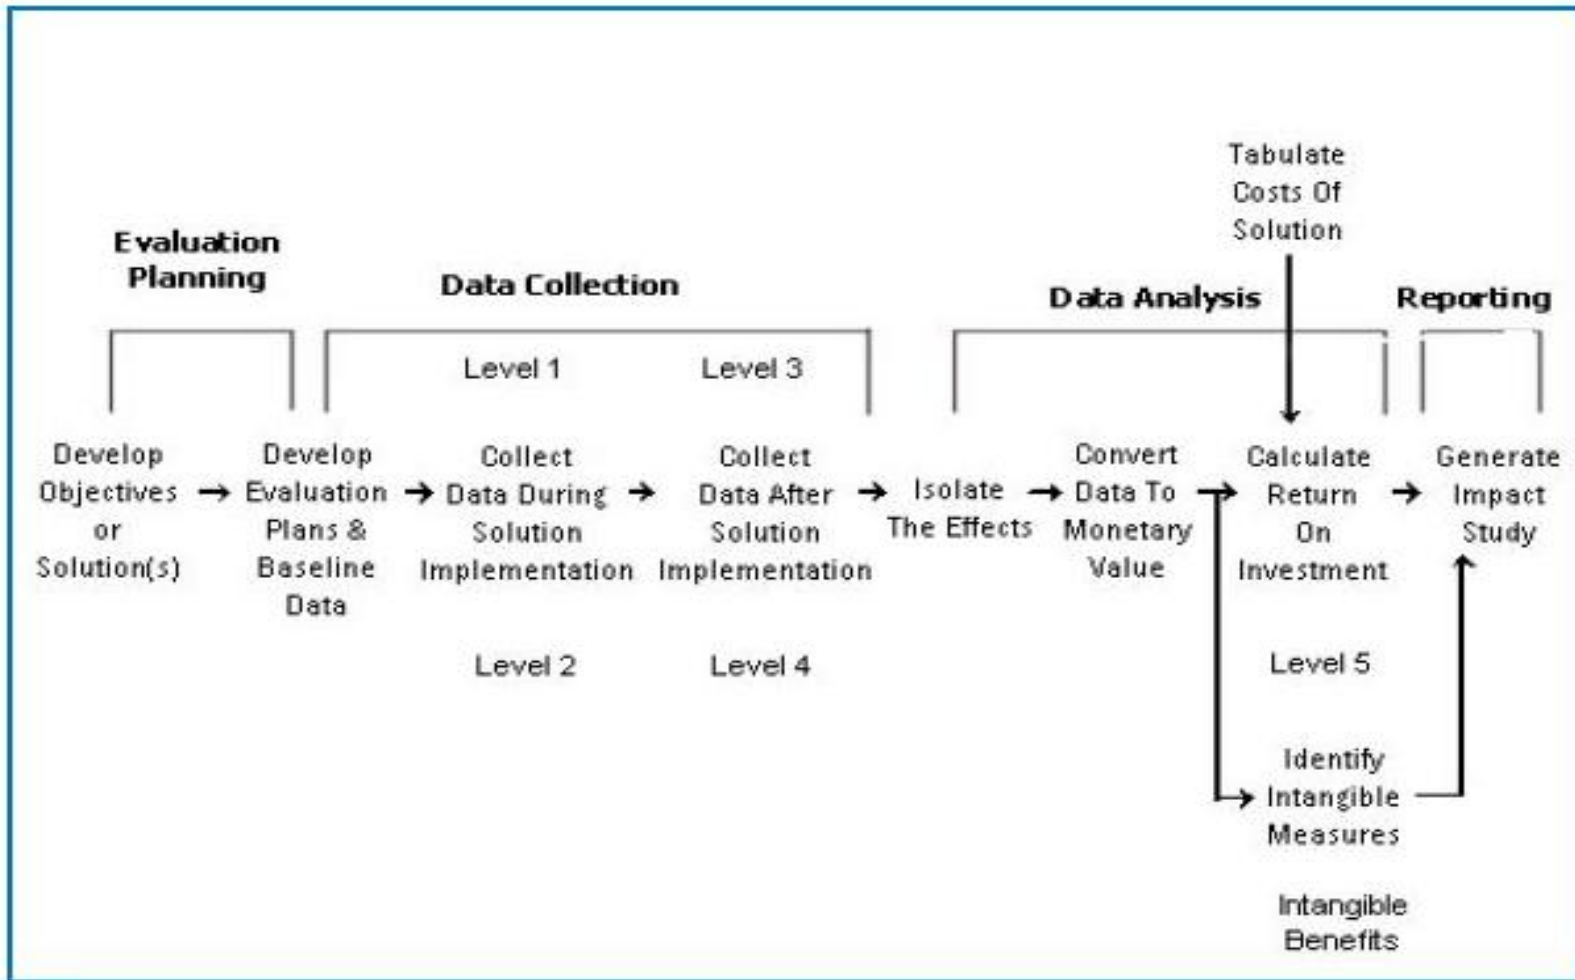 Tabulate
Costs Of
Solution
Evaluation
Planning
Data Collection
Data Analysis
Reporting
Level 1
Level 3
Develop
Objectives
or
Solution(s)
Develop
Evaluation
Plans &
Baseline
Data
Collect
Data During
Solution
Implementation
Collect
Data After
Solution
Implementation
Isolate
The Effects
Convert
Data To
Monetary
Value
Calculate
Return
On
Investment
Generate
Impact
Study
Level 2
Level 4
Level 5
Identify
Intangible
Measures
Intangible
Benefits